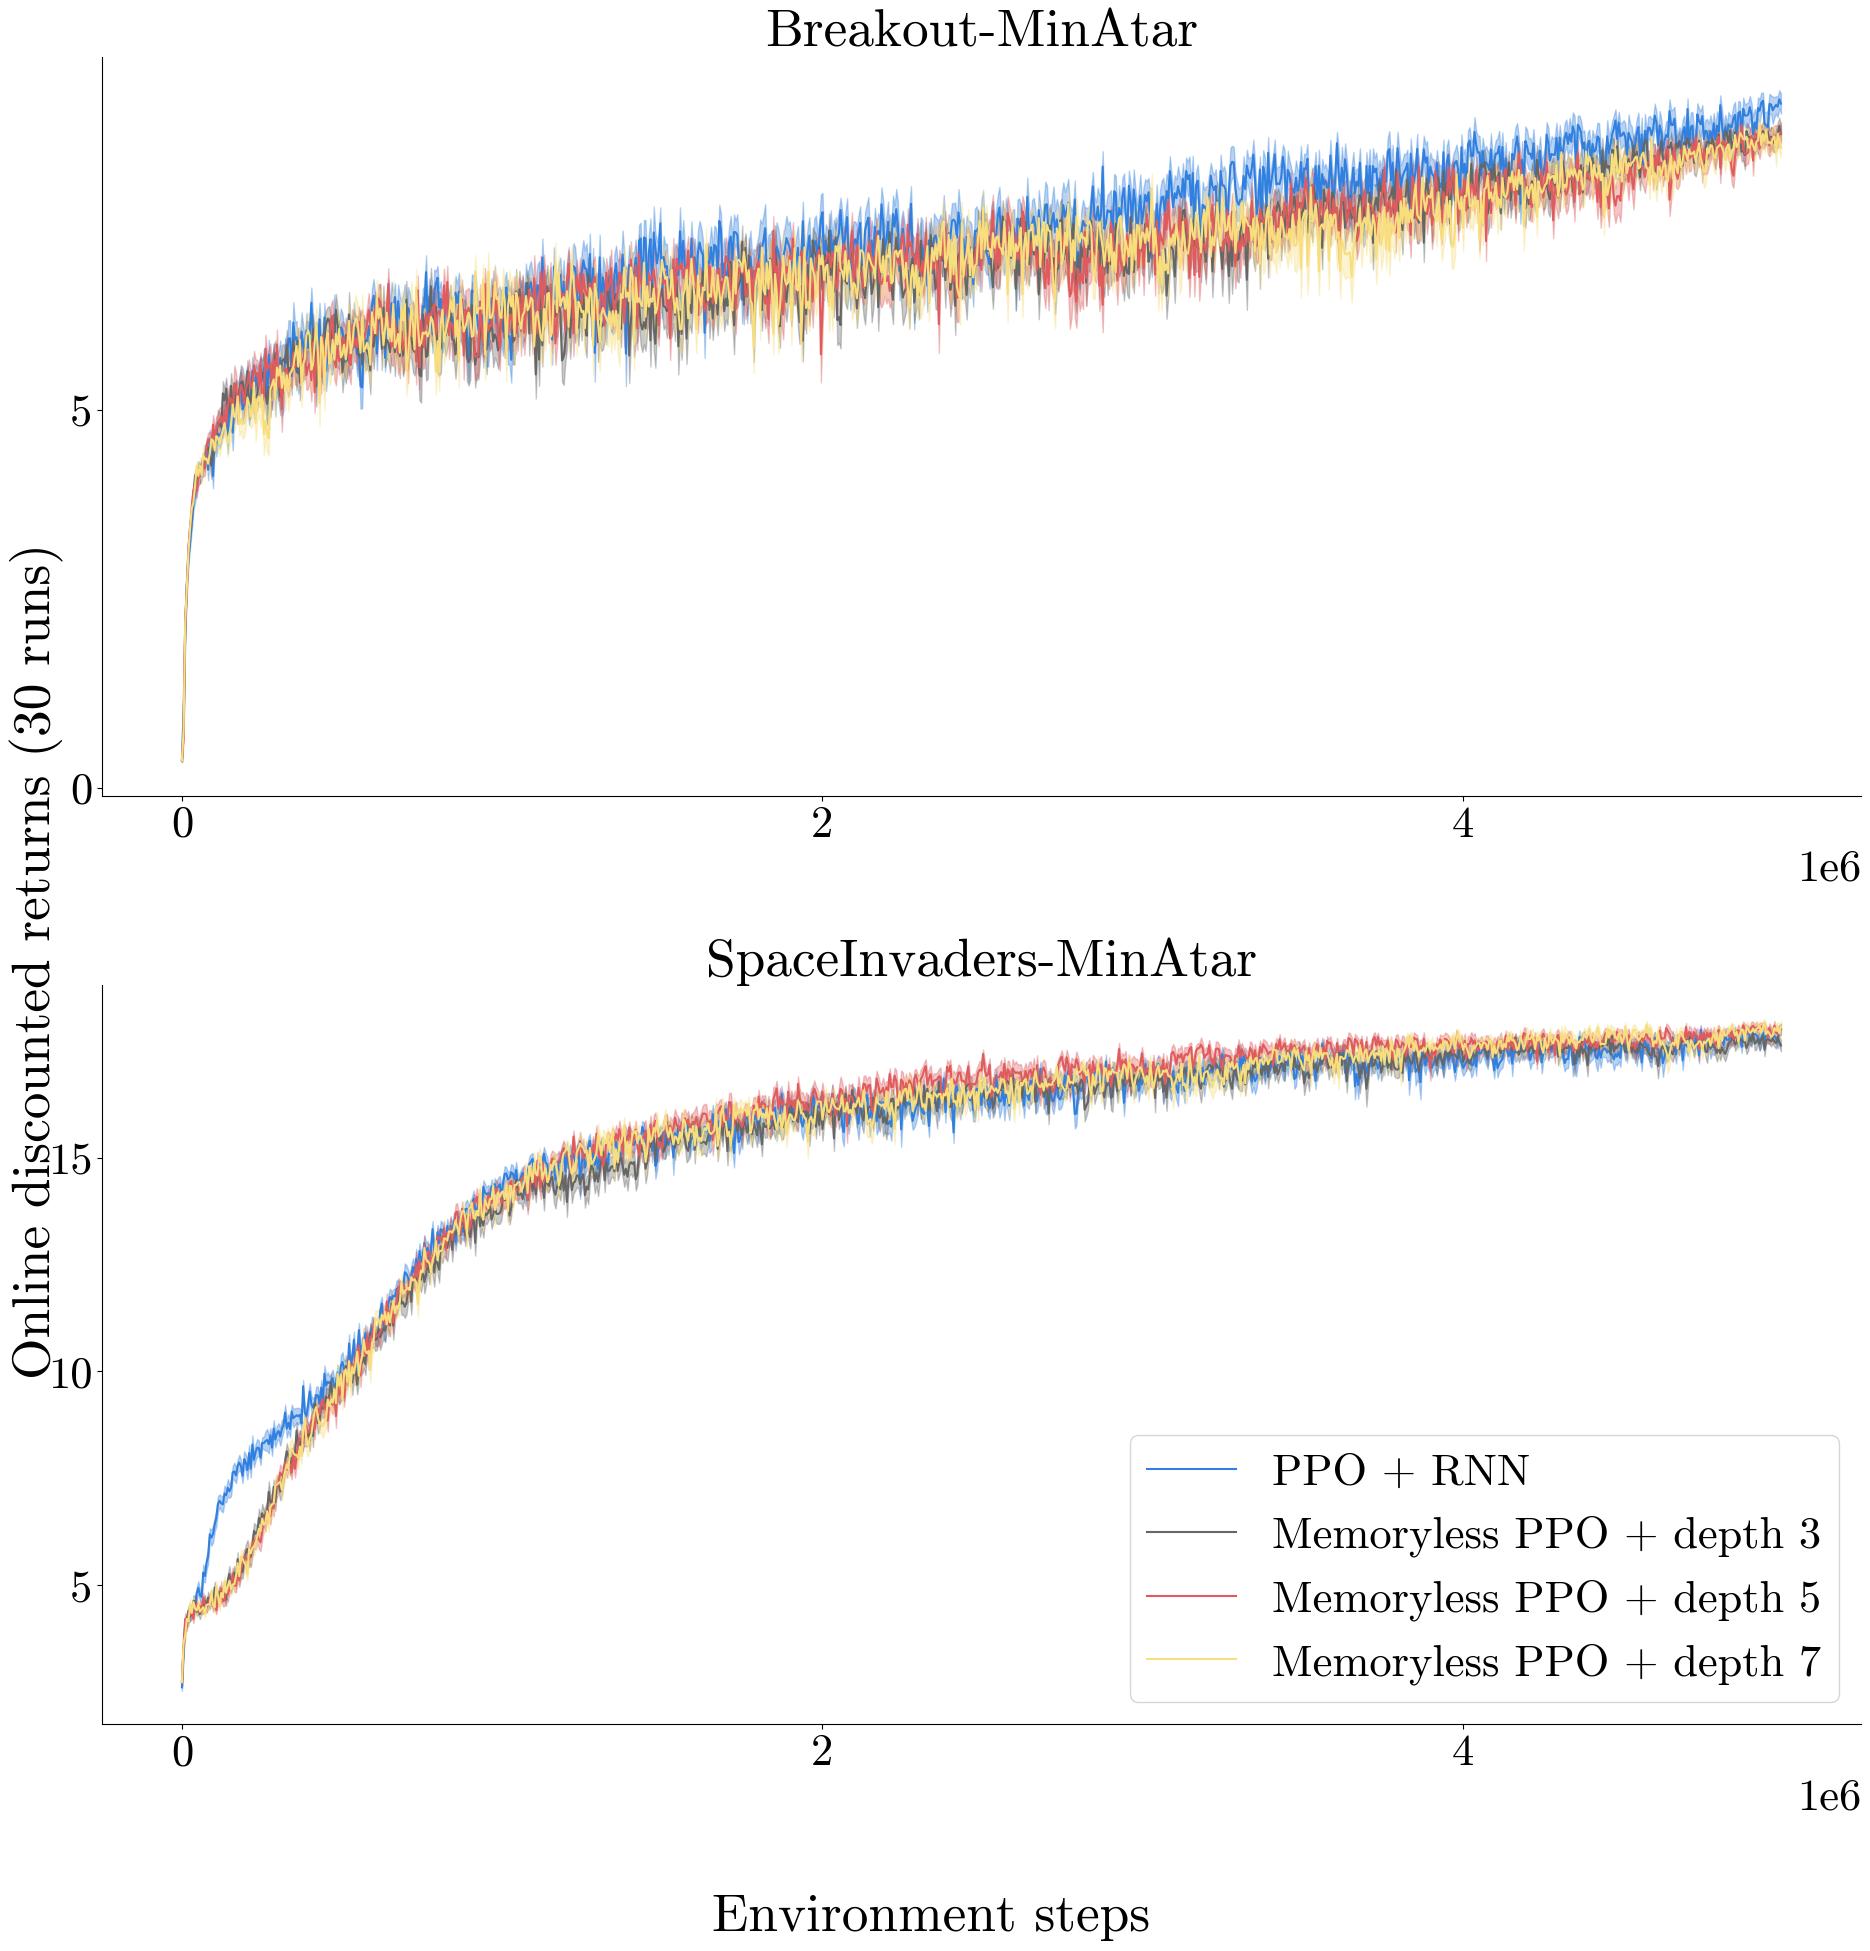 Breakout-MinAtar
5
0
0 2 4
1e6
Online discounted returns (30 runs)
SpaceInvaders-MinAtar
15
10
5
PPO + RNN
Memoryless PPO + depth 3
Memoryless PPO + depth 5
Memoryless PPO + depth 7
0 2 4
1e6
Environment steps